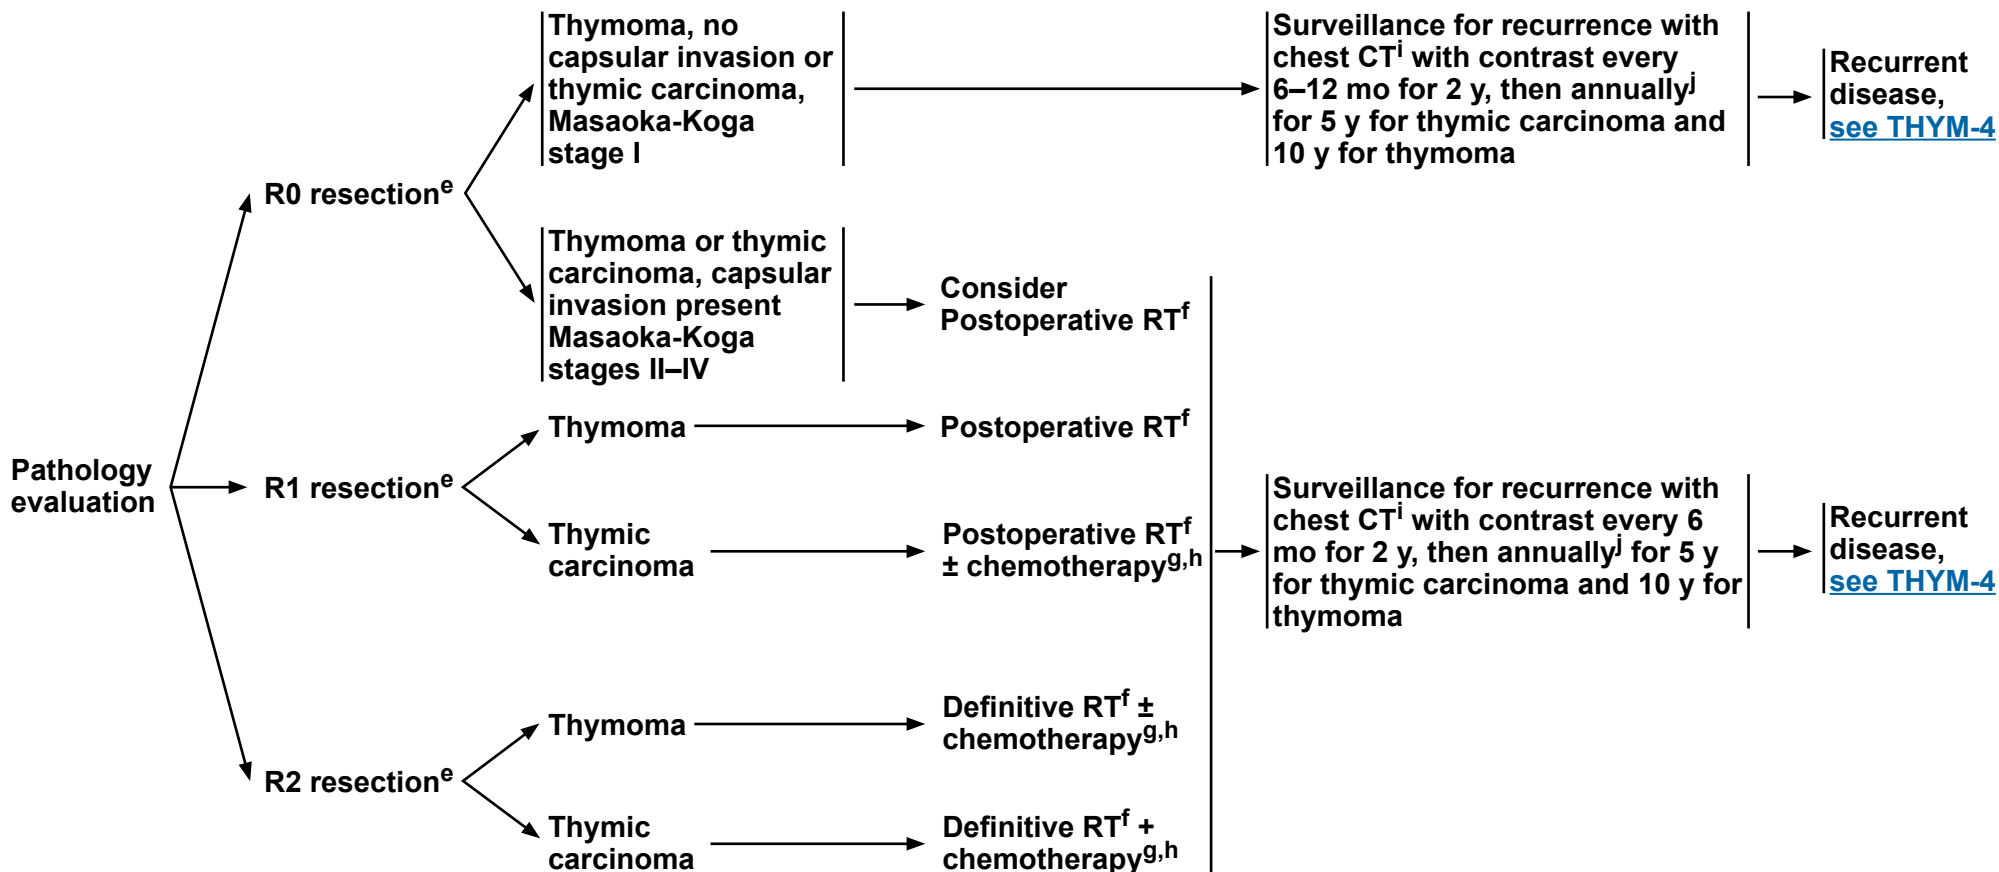 Pathology
evaluation
R0 resectionᵉ
Thymoma, no
capsular invasion or
thymic carcinoma,
Masaoka-Koga
stage I
Surveillance for recurrence with
chest CTⁱ with contrast every
6–12 mo for 2 y, then annuallyʲ
for 5 y for thymic carcinoma and
10 y for thymoma
Recurrent
disease,
see THYM-4
Thymoma or thymic
carcinoma, capsular
invasion present
Masaoka-Koga
stages II–IV
Consider
Postoperative RTᶠ
R1 resectionᵉ
Thymoma
Postoperative RTᶠ
Thymic
carcinoma
Postoperative RTᶠ
± chemotherapyᵍ,ʰ
R2 resectionᵉ
Thymoma
Definitive RTᶠ ±
chemotherapyᵍ,ʰ
Thymic
carcinoma
Definitive RTᶠ +
chemotherapyᵍ,ʰ
Surveillance for recurrence with
chest CTⁱ with contrast every 6
mo for 2 y, then annuallyʲ for 5 y
for thymic carcinoma and 10 y for
thymoma
Recurrent
disease,
see THYM-4